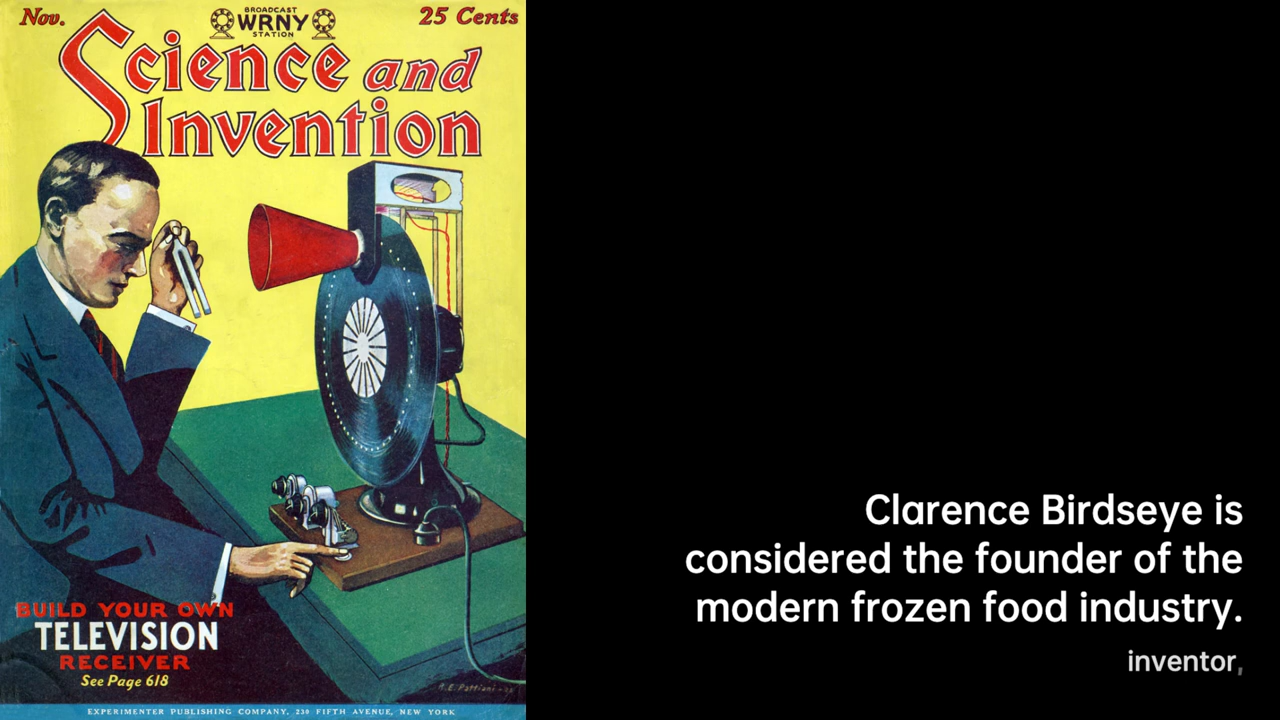 Nov.
BROADCAST
WRNY
STATION
25 Cents
Science and
Invention
BUILD YOUR OWN
TELEVISION
RECEIVER
See Page 618
EXPERIMENTER PUBLISHING COMPANY, 230 FIFTH AVENUE, NEW YORK
Clarence Birdseye is
considered the founder of the
modern frozen food industry.
inventor,